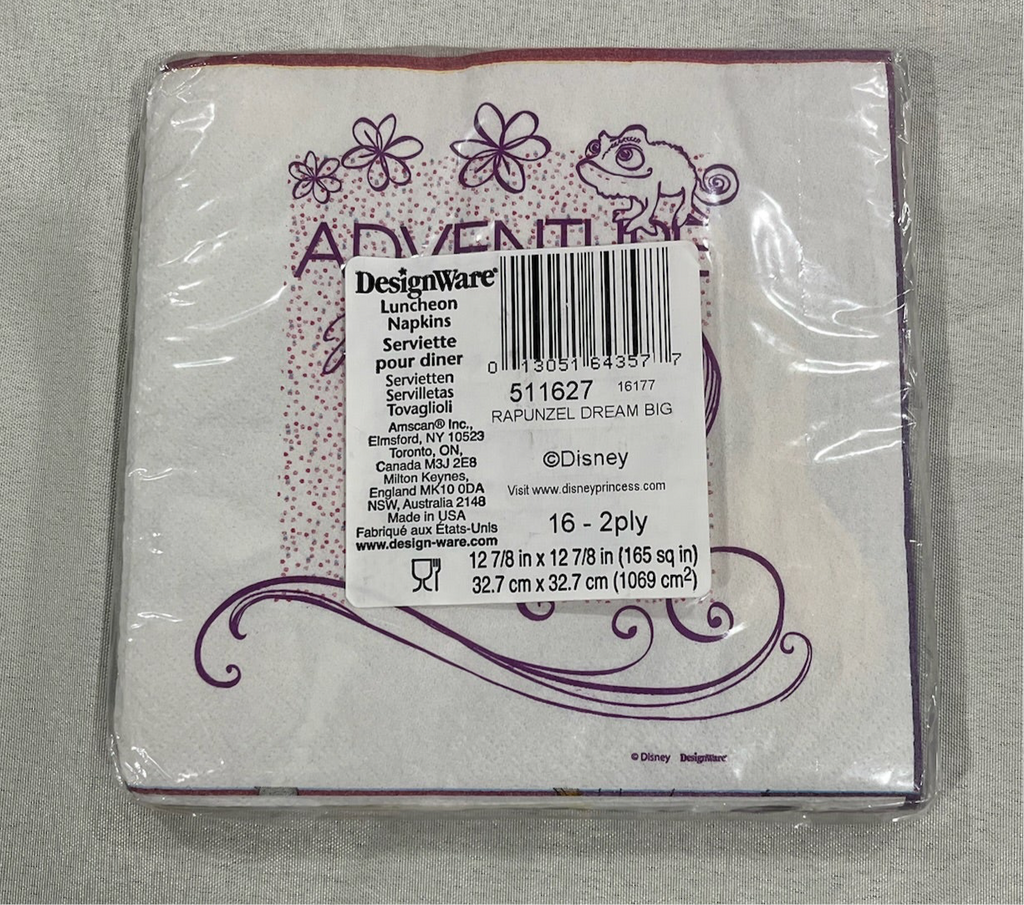 ADVENTURE
DesignWare®
Luncheon
Napkins
Serviette
pour diner
Servietten
Servilletas
Tovaglioli
Amscan® Inc.,
Elmsford, NY 10523
Toronto, ON,
Canada M3J 2E8
Milton Keynes,
England MK10 0DA
NSW, Australia 2148
Made in USA
Fabriqué aux États-Unis
www.design-ware.com
0 13051 64357 7
511627 16177
RAPUNZEL DREAM BIG
©Disney
Visit www.disneyprincess.com
16 - 2ply
12 7/8 in x 12 7/8 in (165 sq in)
32.7 cm x 32.7 cm (1069 cm²)
© Disney DesignWare